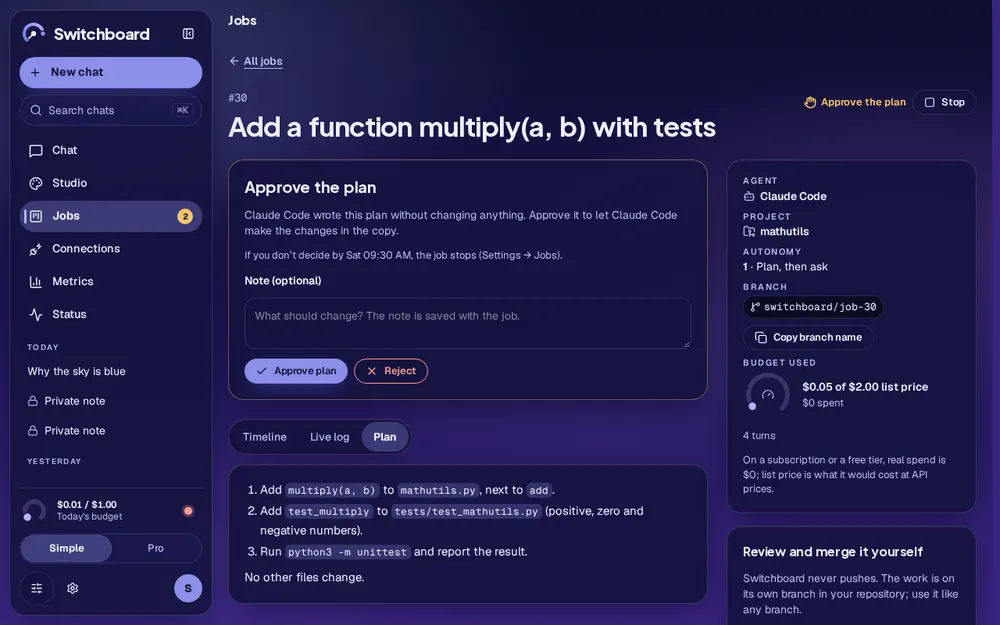 Switchboard
New chat
Search chats ⌘K
Chat
Studio
Jobs 2
Connections
Metrics
Status
TODAY
Why the sky is blue
Private note
Private note
YESTERDAY
$0.01 / $1.00
Today's budget
Simple Pro
S
Jobs
All jobs
#30
Add a function multiply(a, b) with tests
Approve the plan Stop
Approve the plan
Claude Code wrote this plan without changing anything. Approve it to let Claude Code
make the changes in the copy.
If you don't decide by Sat 09:30 AM, the job stops (Settings → Jobs).
Note (optional)
What should change? The note is saved with the job.
Approve plan Reject
Timeline Live log Plan
1. Add multiply(a, b) to mathutils.py, next to add.
2. Add test_multiply to tests/test_mathutils.py (positive, zero and
negative numbers).
3. Run python3 -m unittest and report the result.
No other files change.
AGENT
Claude Code
PROJECT
mathutils
AUTONOMY
1 · Plan, then ask
BRANCH
switchboard/job-30
Copy branch name
BUDGET USED
$0.05 of $2.00 list price
$0 spent
4 turns
On a subscription or a free tier, real spend is
$0; list price is what it would cost at API
prices.
Review and merge it yourself
Switchboard never pushes. The work is on
its own branch in your repository; use it like
any branch.